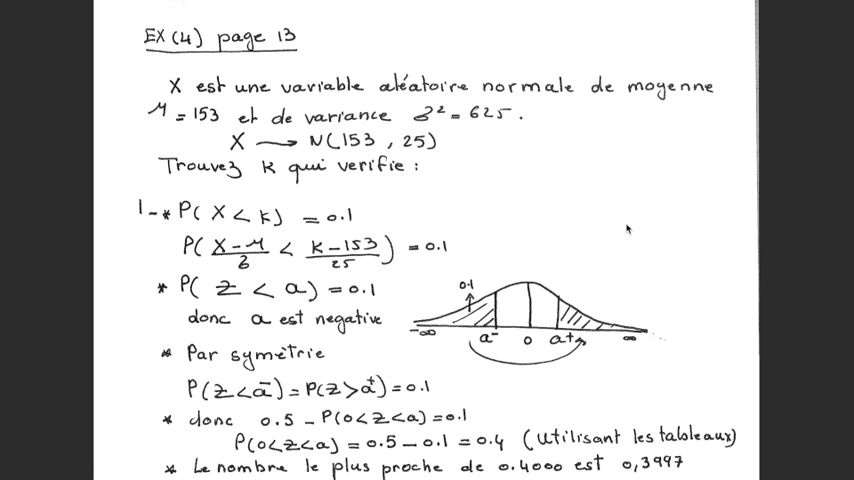 EX (4) page 13
X est une variable aléatoire normale de moyenne
μ = 153 et de variance σ² = 625.
X → N(153, 25)
Trouvez k qui verifie :
1- * P( X < k) = 0.1
P( X-μ/σ < k-153/25 ) = 0.1
* P( Z < a) = 0.1
donc a est negative
0.1
-∞ a⁻ 0 a+ ∞
* Par symètrie
P(Z<a⁻) = P(Z>a⁺) = 0.1
* donc 0.5 - P(0<Z<a) = 0.1
P(0<Z<a) = 0.5 - 0.1 = 0.4 (Utilisant les tableaux)
* Le nombre le plus proche de 0.4000 est 0,3997